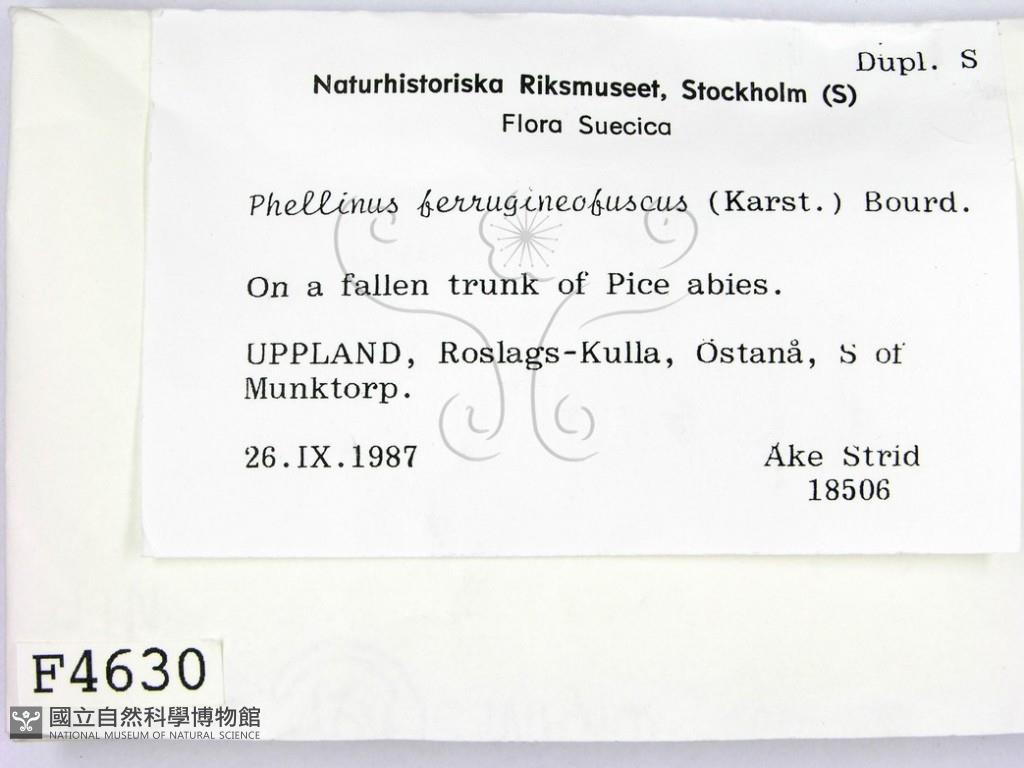 Dupl. S
Naturhistoriska Riksmuseet, Stockholm (S)
Flora Suecica
Phellinus ferrugineofuscus (Karst.) Bourd.
On a fallen trunk of Pice abies.
UPPLAND, Roslags-Kulla, Östanå, S of
Munktorp.
26.IX.1987
Åke Strid
18506
F4630
國立自然科學博物館
NATIONAL MUSEUM OF NATURAL SCIENCE